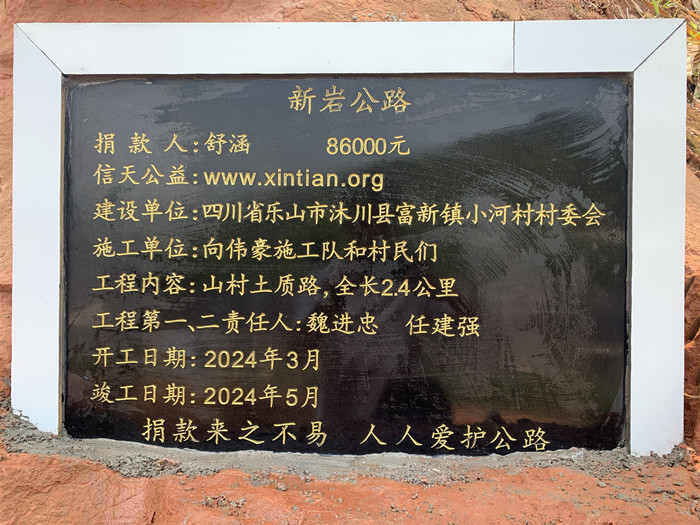 新岩公路
捐款人:舒涵 86000元
信天公益:www.xintian.org
建设单位:四川省乐山市沐川县富新镇小河村村委会
施工单位:向伟豪施工队和村民们
工程内容:山村土质路,全长2.4公里
工程第一、二责任人:魏进忠 任建强
开工日期:2024年3月
竣工日期:2024年5月
捐款来之不易 人人爱护公路